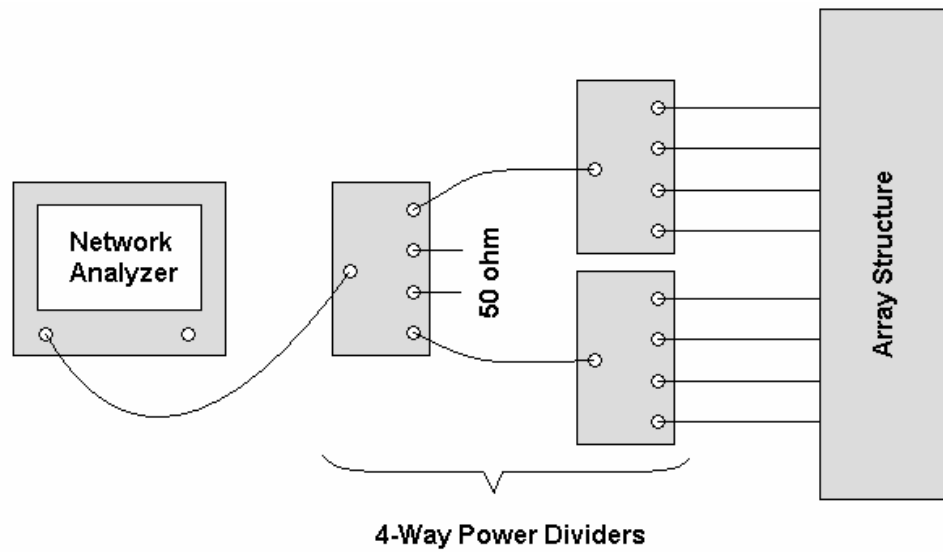 Network
Analyzer
50 ohm
Array Structure
4-Way Power Dividers